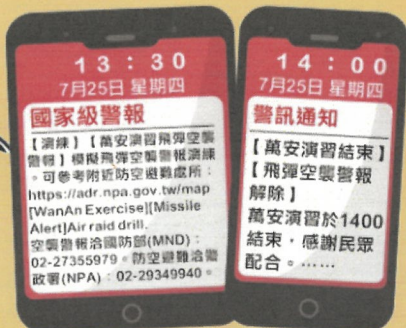 13：30
7月25日 星期四
國家級警報
【演練】【萬安演習飛彈空襲
警報】模擬飛彈空襲警報演練
。可參考附近防空避難處所：
https://adr.npa.gov.tw/map
[WanAn Exercise][Missile
Alert]Air raid drill.
空襲警報洽國防部(MND)：
02-27355979。防空避難洽警
政署(NPA)：02-29349940。
14：00
7月25日 星期四
警訊通知
【萬安演習結束】
【飛彈空襲警報
解除】
萬安演習於1400
結束，感謝民眾
配合。……